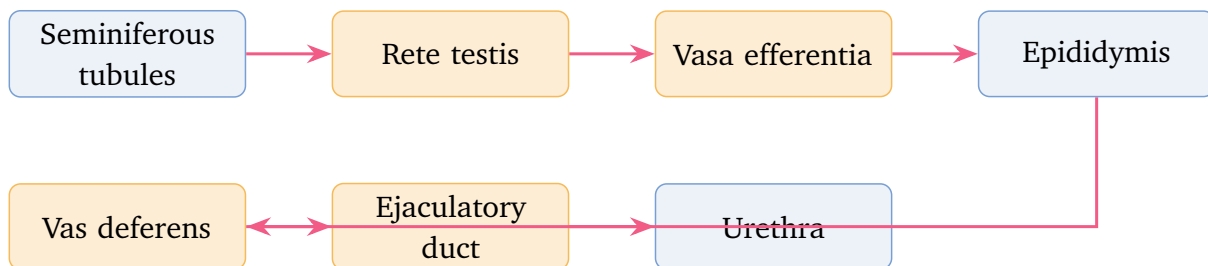 Seminiferous
tubules
Rete testis
Vasa efferentia
Epididymis
Vas deferens
Ejaculatory
duct
Urethra